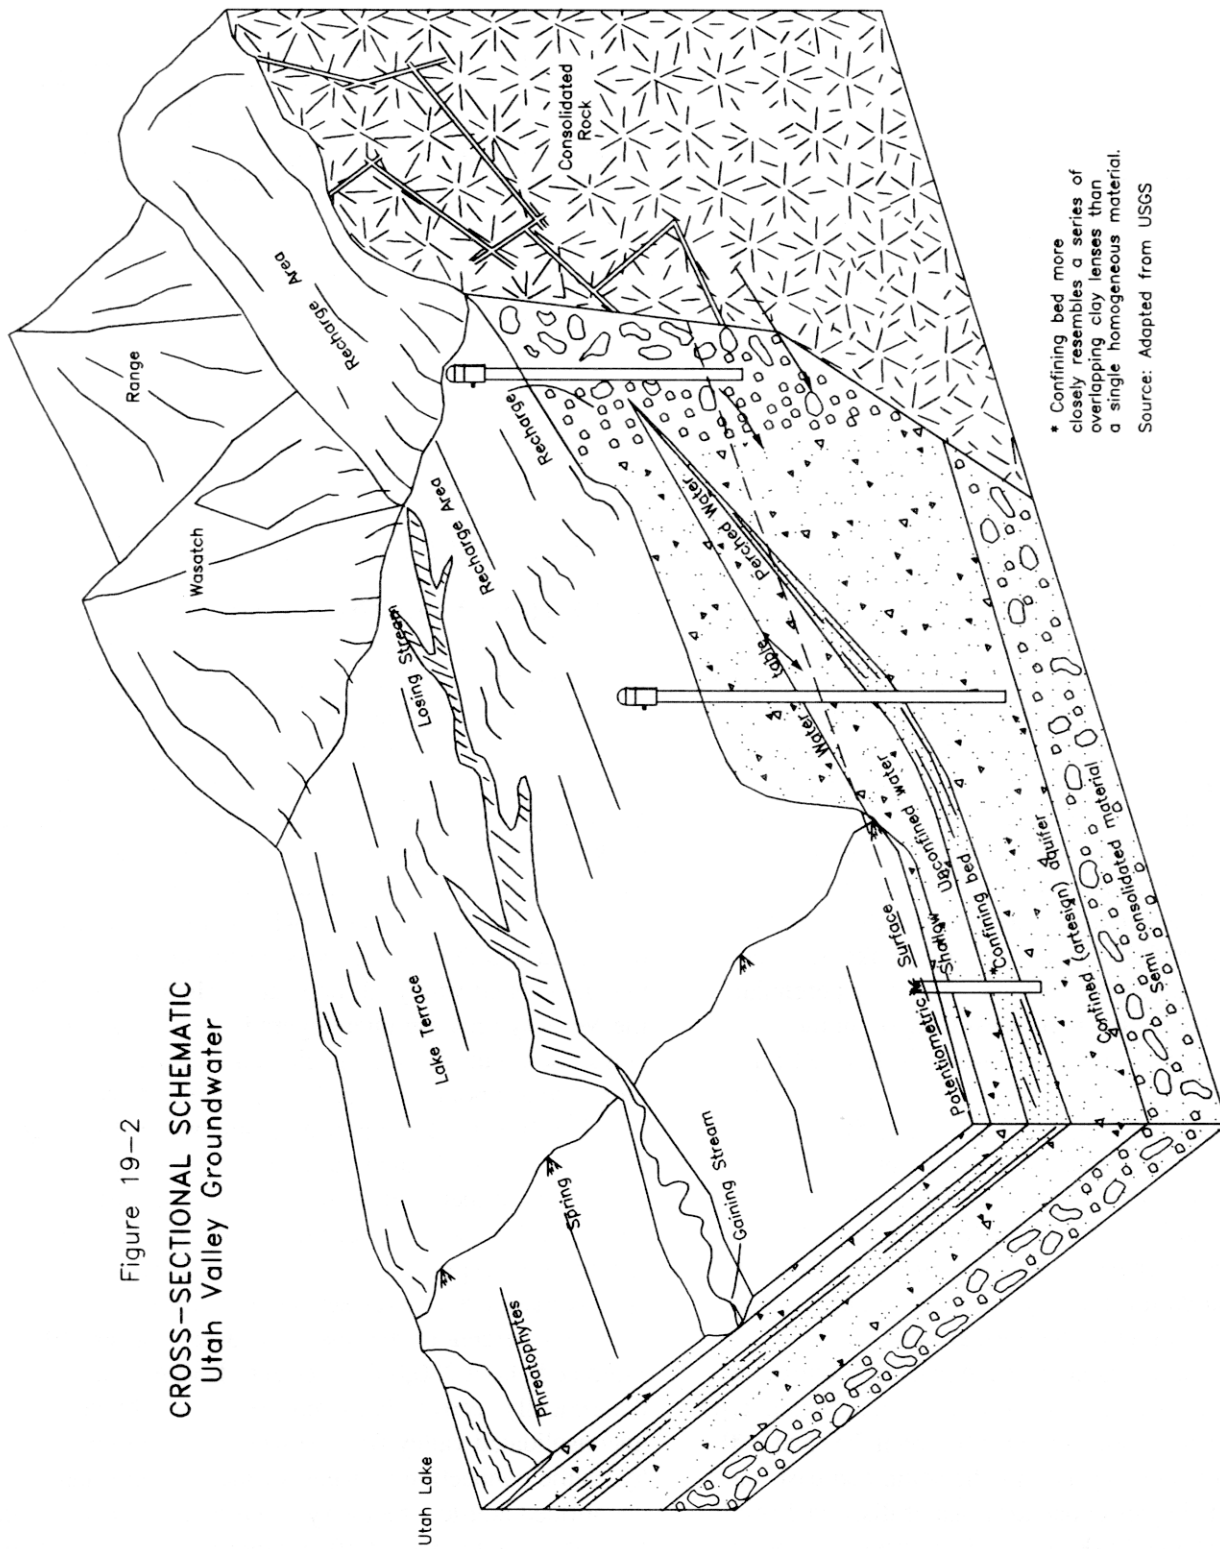 Figure 19-2
CROSS-SECTIONAL SCHEMATIC
Utah Valley Groundwater
Range
Wasatch
Recharge Area
Consolidated
Rock
Losing Stream
Recharge Area
Recharge
Lake Terrace
Perched Water
Water table
Utah Lake
Phreatophytes
Spring
Gaining Stream
Potentiometric Surface
Shallow Unconfined water
*Confining bed
Confined (artesign) aquifer
Semi consolidated material
* Confining bed more
closely resembles a series of
overlapping clay lenses than
a single homogeneous material.
Source: Adapted from USGS